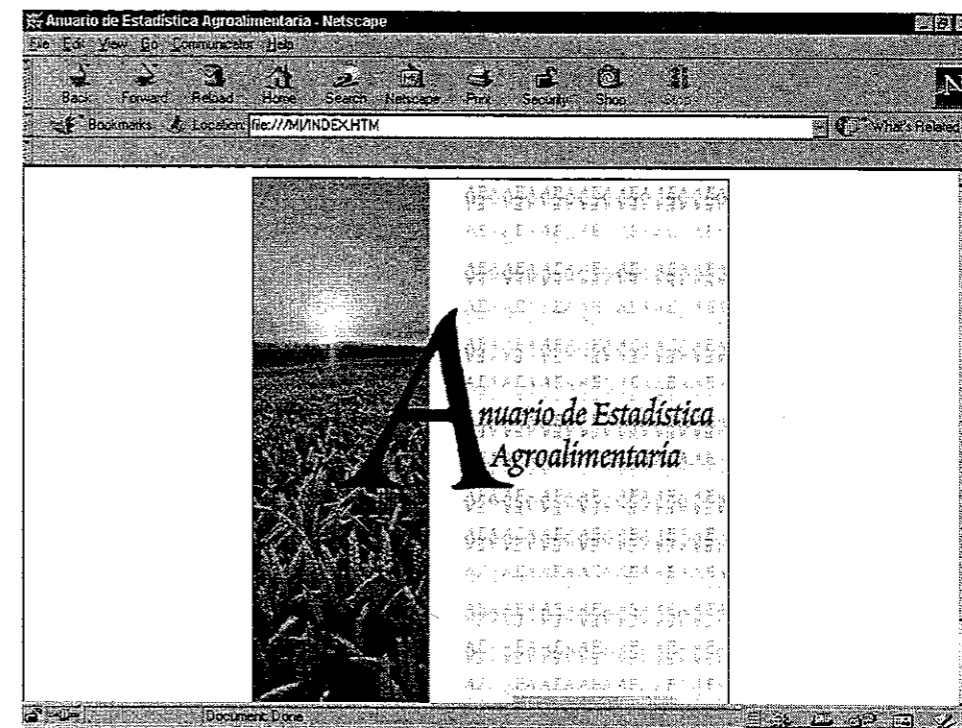 Anuario de Estadística Agroalimentaria - Netscape
File Edit View Go Communicator Help
Back Forward Reload Home Search Netscape Print Security Shop Stop
Bookmarks Location: file:///M|/INDEX.HTM What's Related
Anuario de Estadística
Agroalimentaria
Document: Done